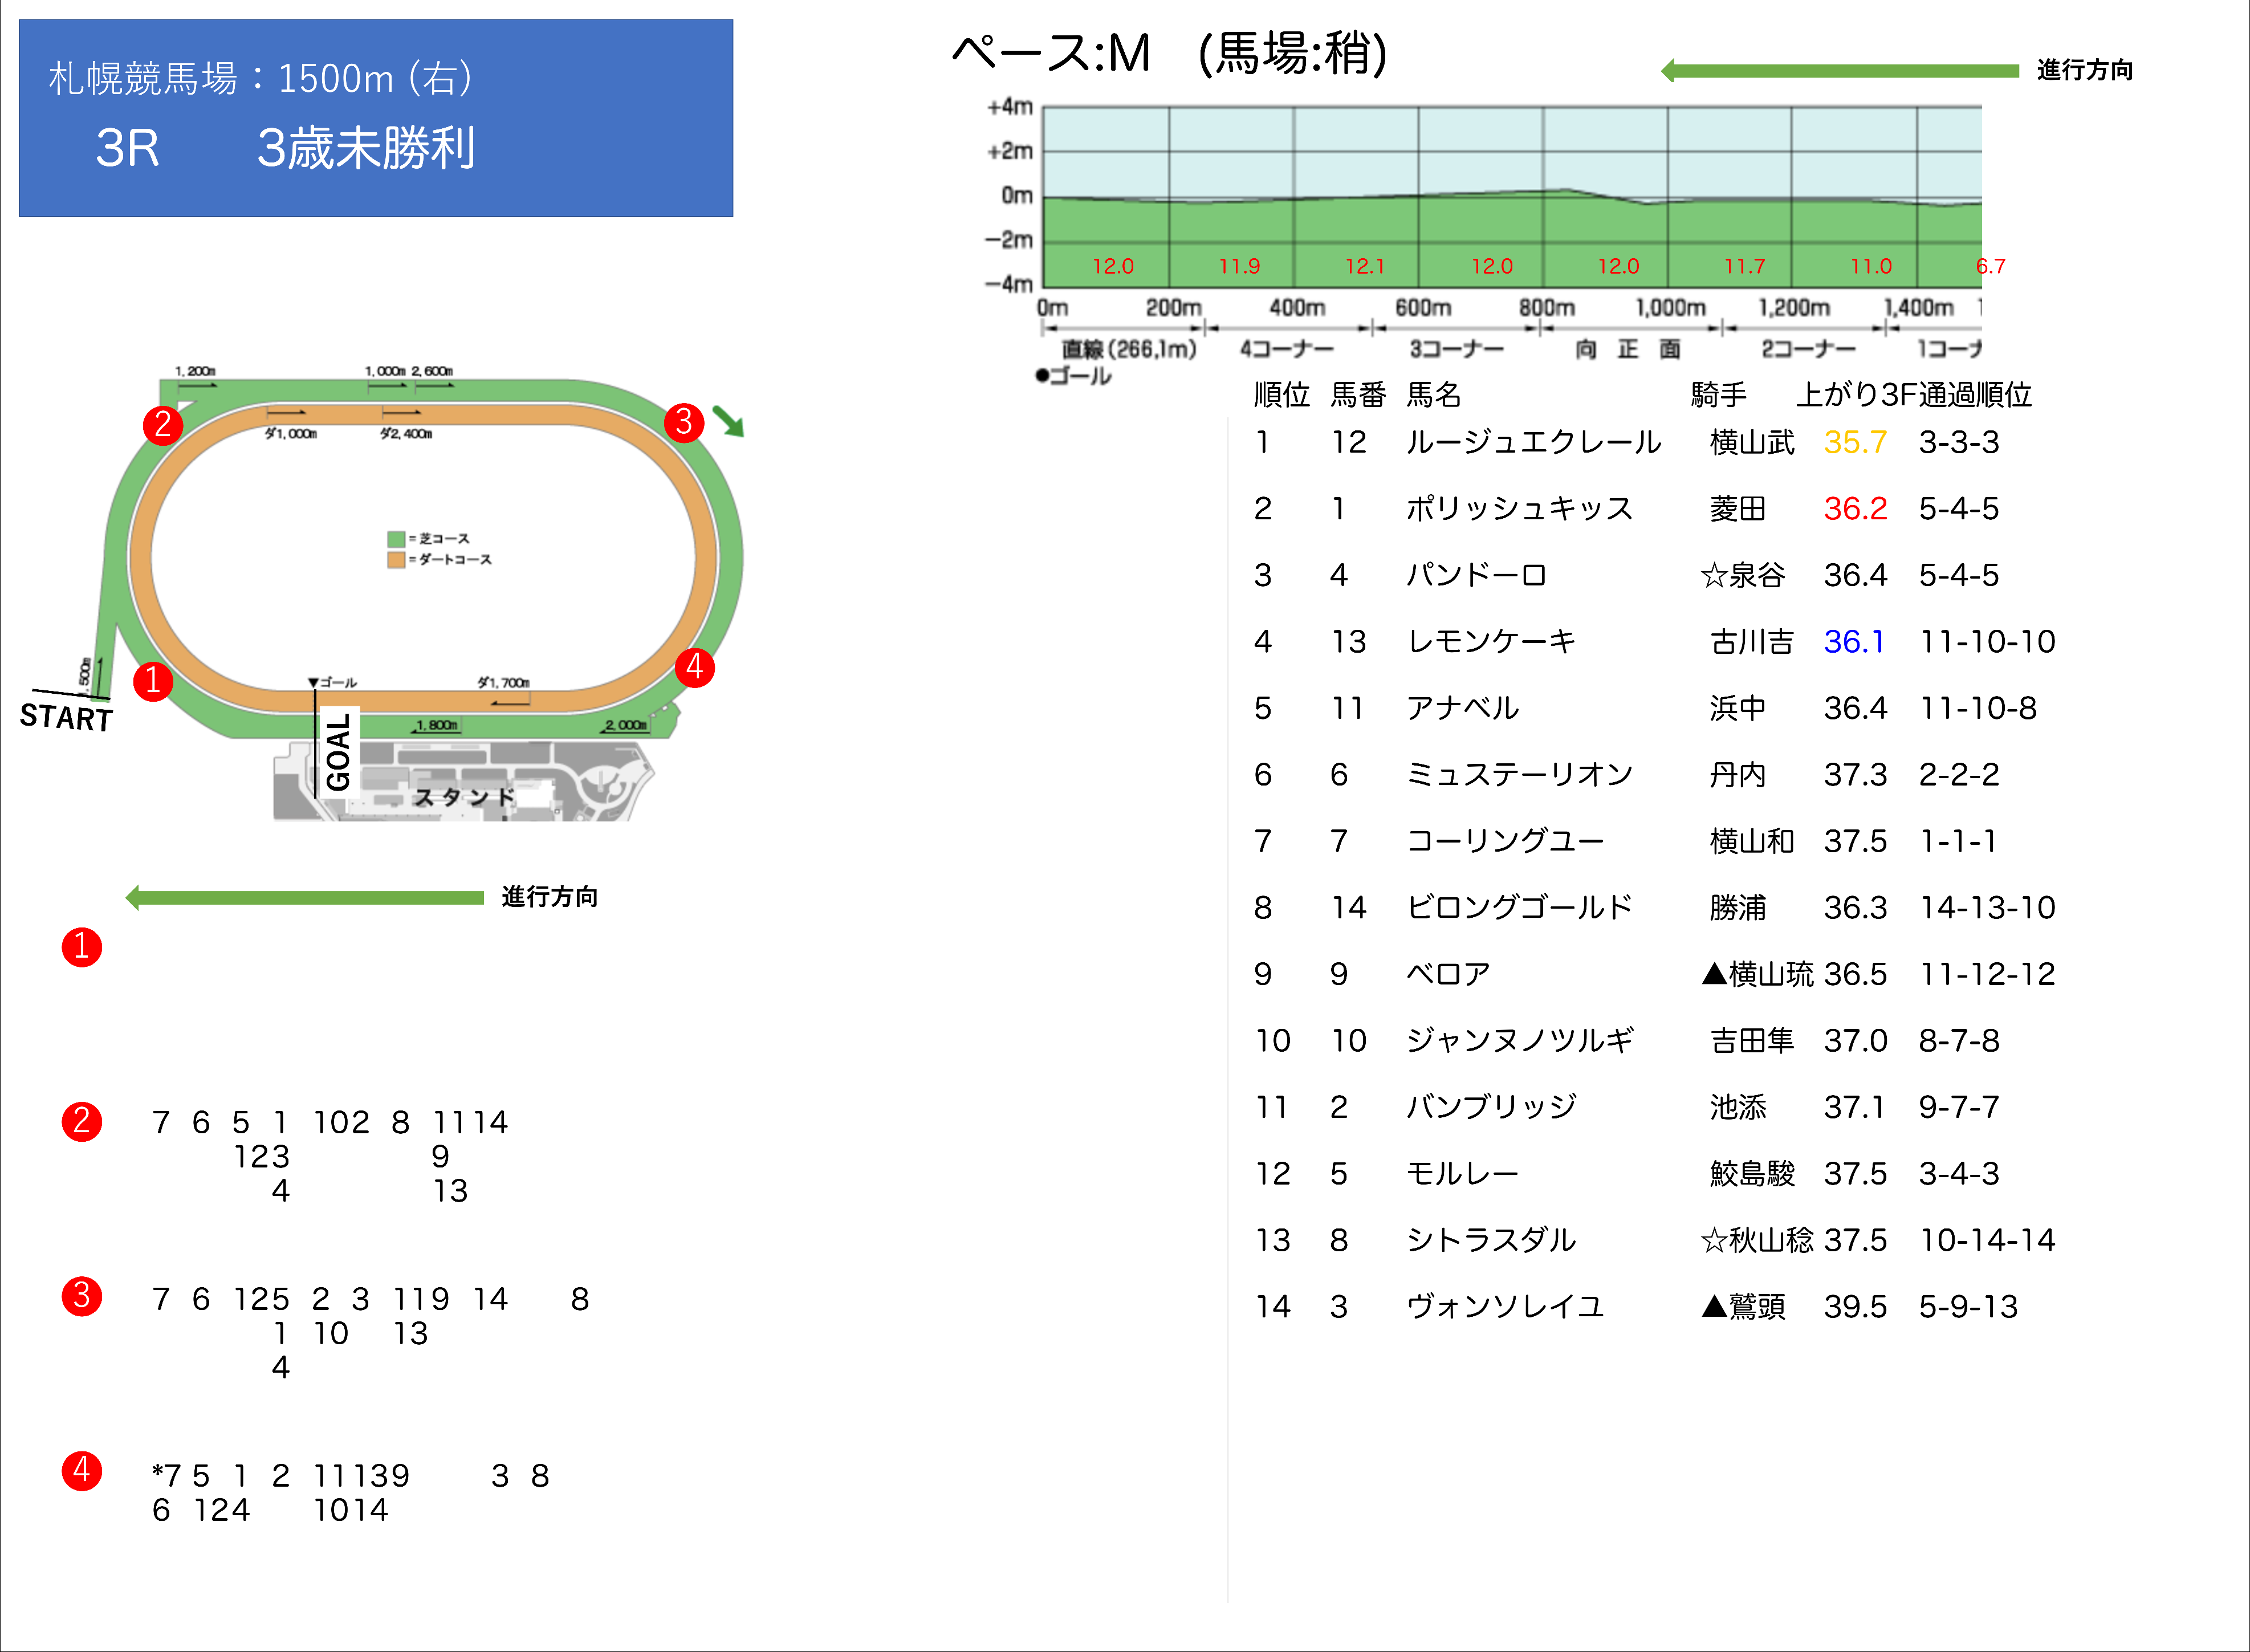 札幌競馬場：1500m (右)
3R 3歳未勝利
ペース:M (馬場:稍)
進行方向
+4m
+2m
0m
−2m
−4m
12.0 11.9 12.1 12.0 12.0 11.7 11.0 6.7
0m 200m 400m 600m 800m 1,000m 1,200m 1,400m 1
直線(266,1m) 4コーナー 3コーナー 向正面 2コーナー 1コーナ
●ゴール
1,200m 1,000m 2,600m
2 3
ダ1,000m ダ2,400m
=芝コース
=ダートコース
1 4
.500m
START
▼ゴール ダ1,700m
1,800m 2,000m
GOAL
スタンド
進行方向
1
2 7 6 5 1 102 8 1114
123 9
4 13
3 7 6 125 2 3 119 14 8
1 10 13
4
4 *7 5 1 2 11139 3 8
6 124 1014
順位 馬番 馬名 騎手 上がり3F通過順位
1 12 ルージュエクレール 横山武 35.7 3-3-3
2 1 ポリッシュキッス 菱田 36.2 5-4-5
3 4 パンドーロ ☆泉谷 36.4 5-4-5
4 13 レモンケーキ 古川吉 36.1 11-10-10
5 11 アナベル 浜中 36.4 11-10-8
6 6 ミュステーリオン 丹内 37.3 2-2-2
7 7 コーリングユー 横山和 37.5 1-1-1
8 14 ビロングゴールド 勝浦 36.3 14-13-10
9 9 ベロア ▲横山琉 36.5 11-12-12
10 10 ジャンヌノツルギ 吉田隼 37.0 8-7-8
11 2 バンブリッジ 池添 37.1 9-7-7
12 5 モルレー 鮫島駿 37.5 3-4-3
13 8 シトラスダル ☆秋山稔 37.5 10-14-14
14 3 ヴォンソレイユ ▲鷲頭 39.5 5-9-13